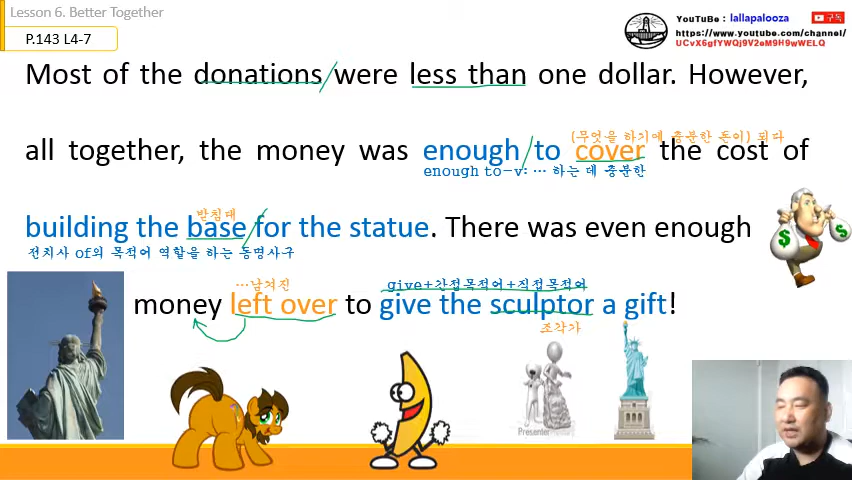 Lesson 6. Better Together
P.143 L4-7
YouTuBe : lallapalooza
구독
https://www.youtube.com/channel/
UCvX6gfYWQj9V2eM9H9wWELQ
Most of the donations were less than one dollar. However,
(무엇을 하기에 충분한 돈이) 되다
all together, the money was enough to cover the cost of
enough to-v: … 하는 데 충분한
받침대
building the base for the statue. There was even enough
전치사 of의 목적어 역할을 하는 동명사구
…남겨진
give+간접목적어+직접목적어
money left over to give the sculptor a gift!
조각가
Presenter